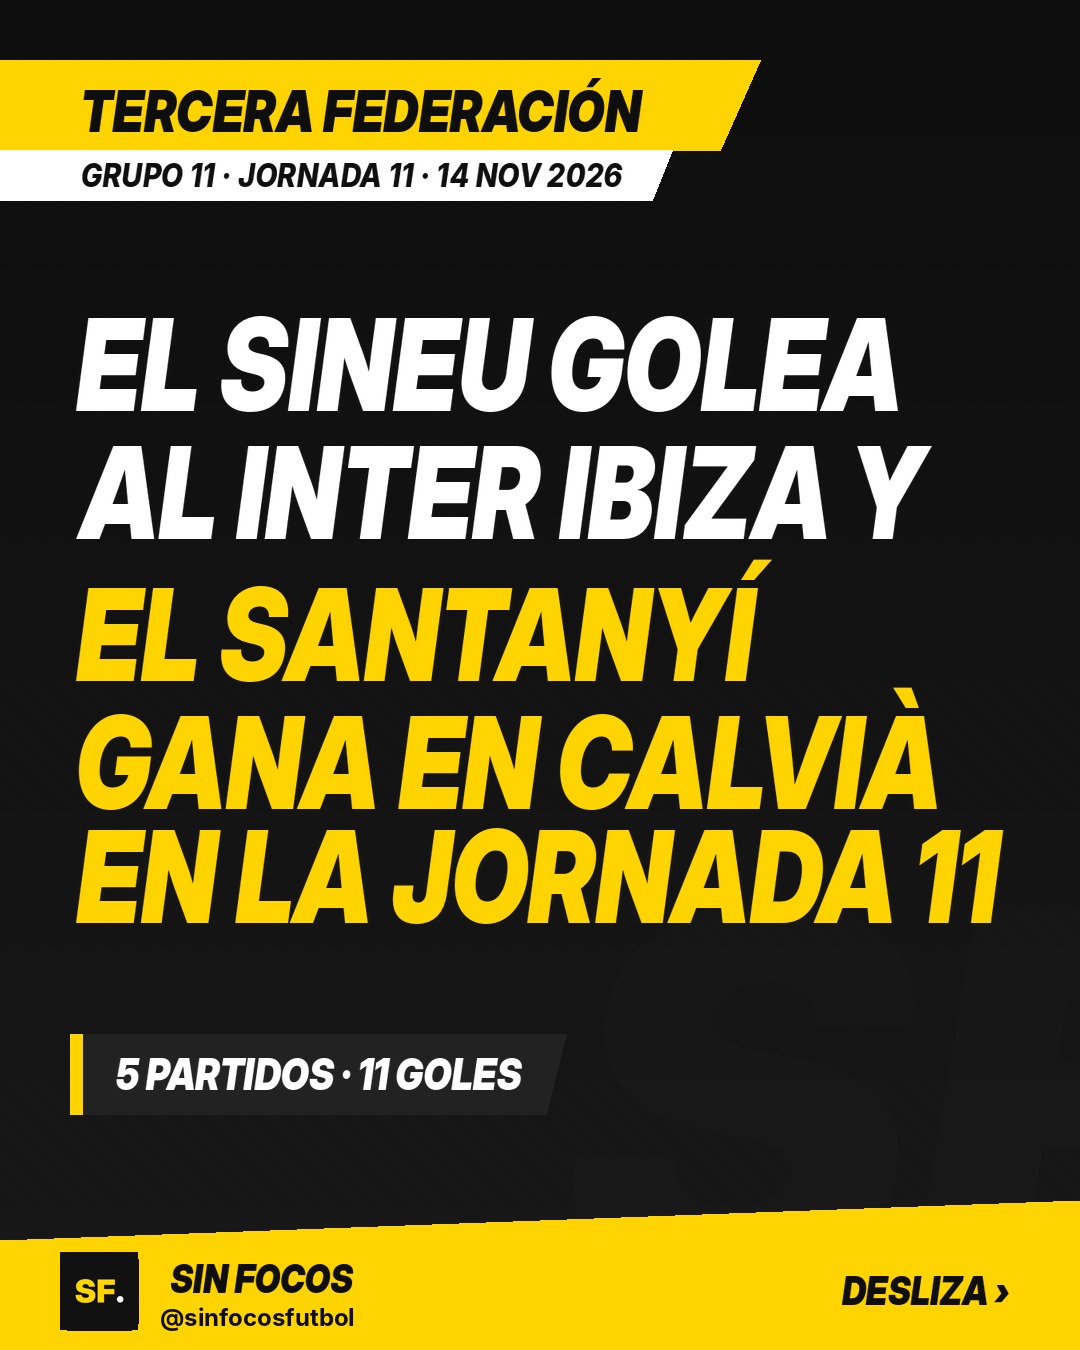 TERCERA FEDERACIÓN
GRUPO 11 · JORNADA 11 · 14 NOV 2026
EL SINEU GOLEA
AL INTER IBIZA Y
EL SANTANYÍ
GANA EN CALVIÀ
EN LA JORNADA 11
5 PARTIDOS · 11 GOLES
SF.
SIN FOCOS
@sinfocosfutbol
DESLIZA ›
SF